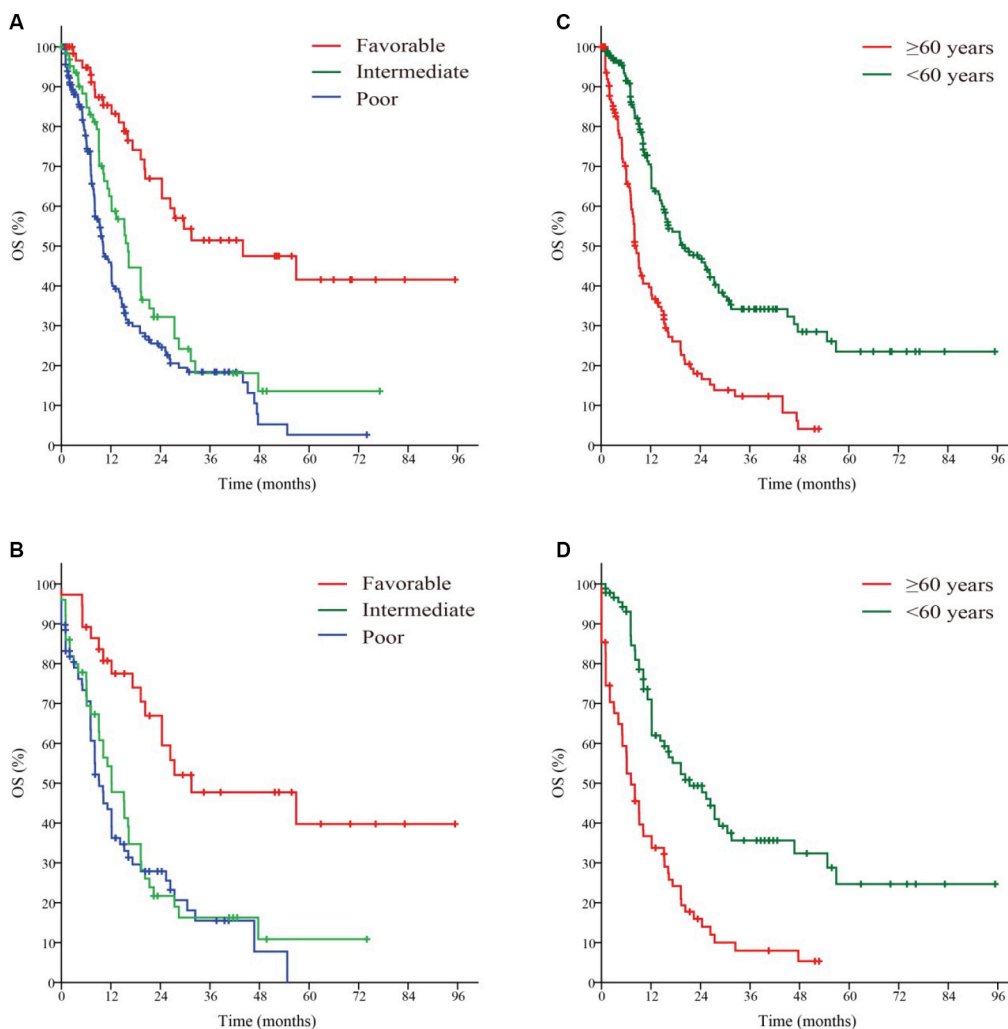 A
Favorable
Intermediate
Poor
100
90
80
70
60
50
40
30
20
10
0
OS (%)
0 12 24 36 48 60 72 84 96
Time (months)
C
≥60 years
<60 years
100
90
80
70
60
50
40
30
20
10
0
OS (%)
0 12 24 36 48 60 72 84 96
Time (months)
B
Favorable
Intermediate
Poor
100
90
80
70
60
50
40
30
20
10
0
OS (%)
0 12 24 36 48 60 72 84 96
Time (months)
D
≥60 years
<60 years
100
90
80
70
60
50
40
30
20
10
0
OS (%)
0 12 24 36 48 60 72 84 96
Time (months)